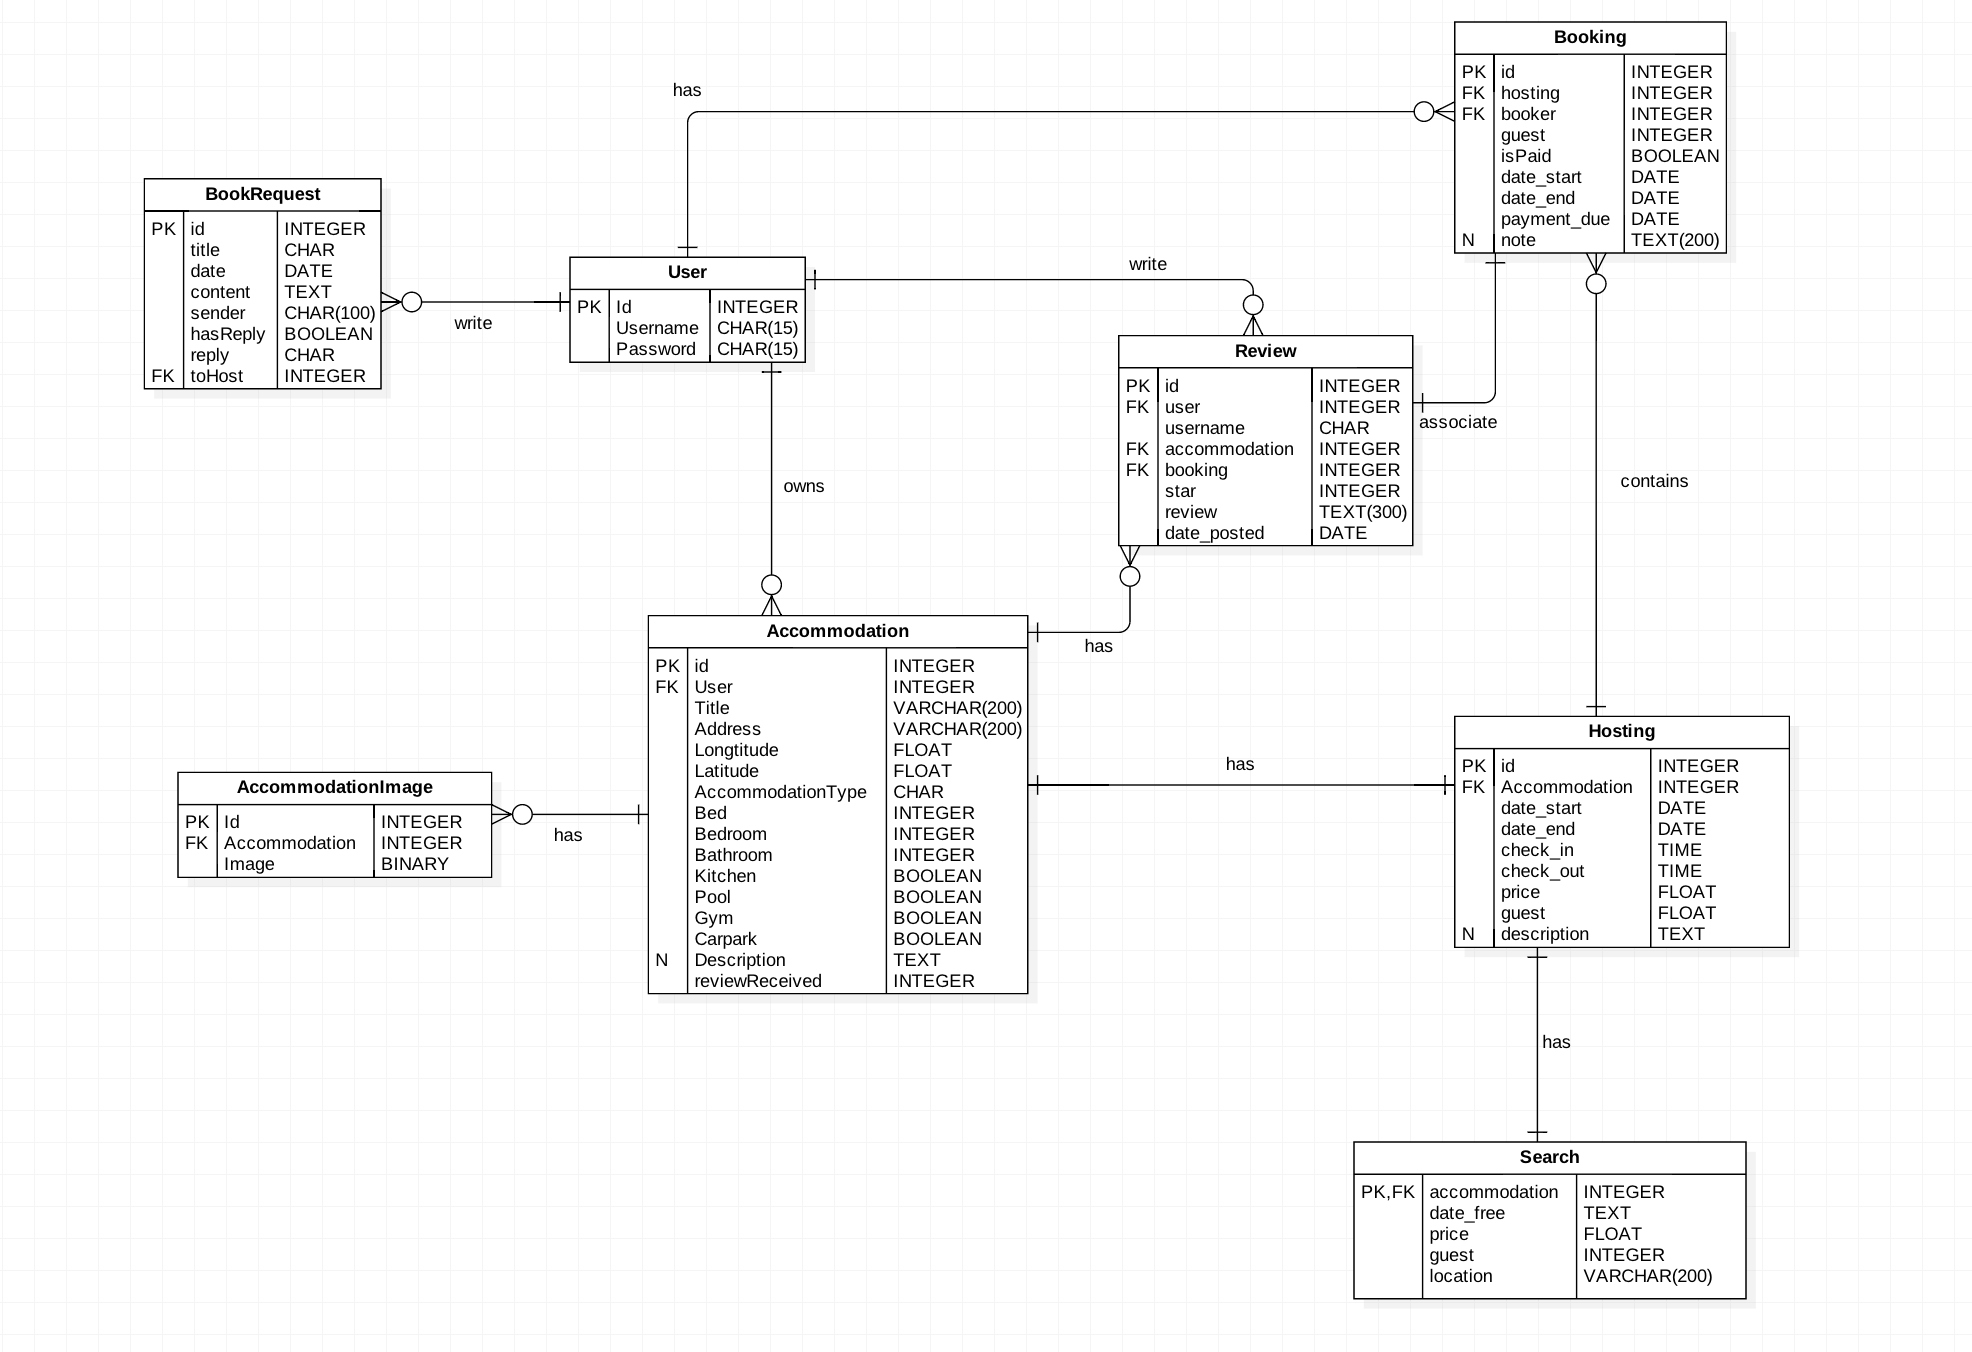 Booking
PK id INTEGER
FK hosting INTEGER
FK booker INTEGER
guest INTEGER
isPaid BOOLEAN
date_start DATE
date_end DATE
payment_due DATE
N note TEXT(200)
has
BookRequest
PK id INTEGER
title CHAR
date DATE
content TEXT
sender CHAR(100)
hasReply BOOLEAN
reply CHAR
FK toHost INTEGER
write
User
PK Id INTEGER
Username CHAR(15)
Password CHAR(15)
write
Review
PK id INTEGER
FK user INTEGER
username CHAR
FK accommodation INTEGER
FK booking INTEGER
star INTEGER
review TEXT(300)
date_posted DATE
associate
contains
owns
has
Accommodation
PK id INTEGER
FK User INTEGER
Title VARCHAR(200)
Address VARCHAR(200)
Longtitude FLOAT
Latitude FLOAT
AccommodationType CHAR
Bed INTEGER
Bedroom INTEGER
Bathroom INTEGER
Kitchen BOOLEAN
Pool BOOLEAN
Gym BOOLEAN
Carpark BOOLEAN
N Description TEXT
reviewReceived INTEGER
AccommodationImage
PK Id INTEGER
FK Accommodation INTEGER
Image BINARY
has
has
Hosting
PK id INTEGER
FK Accommodation INTEGER
date_start DATE
date_end DATE
check_in TIME
check_out TIME
price FLOAT
guest FLOAT
N description TEXT
has
Search
PK,FK accommodation INTEGER
date_free TEXT
price FLOAT
guest INTEGER
location VARCHAR(200)